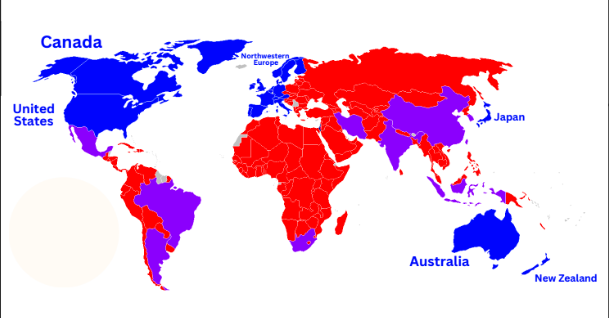 Canada
Northwestern
Europe
United
States
Japan
Australia
New Zealand